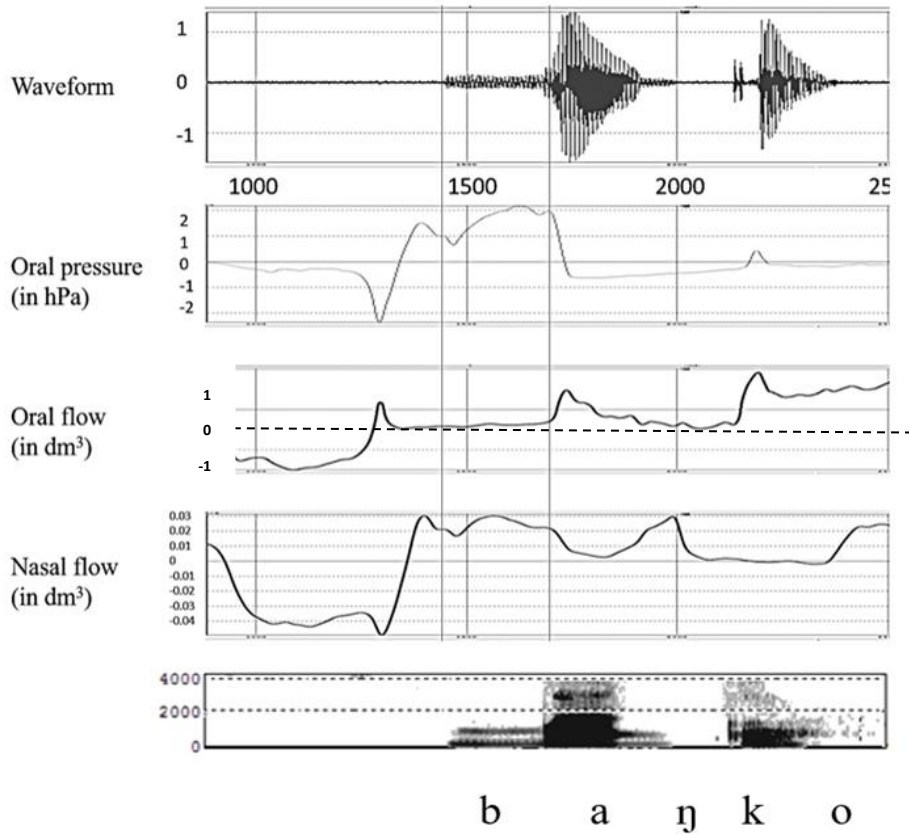 1
Waveform
0
-1
1000 1500 2000 25
2
1
Oral pressure
0
(in hPa)
-1
-2
1
Oral flow
0
(in dm³)
-1
0.03
0.02
0.01
Nasal flow
0
(in dm³)
-0.01
-0.02
-0.03
-0.04
4000
2000
0
b a ŋ k o